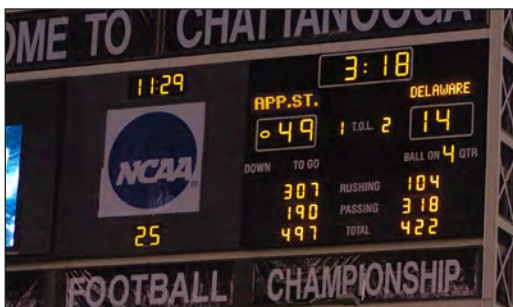 OME TO CHATTANOOGA
11:29
3:18
APP.ST. DELAWARE
49 1 T.O.L. 2 14
DOWN TO GO BALL ON 4 QTR
NCAA
307 RUSHING 104
190 PASSING 318
25 497 TOTAL 422
FOOTBALL CHAMPIONSHIP